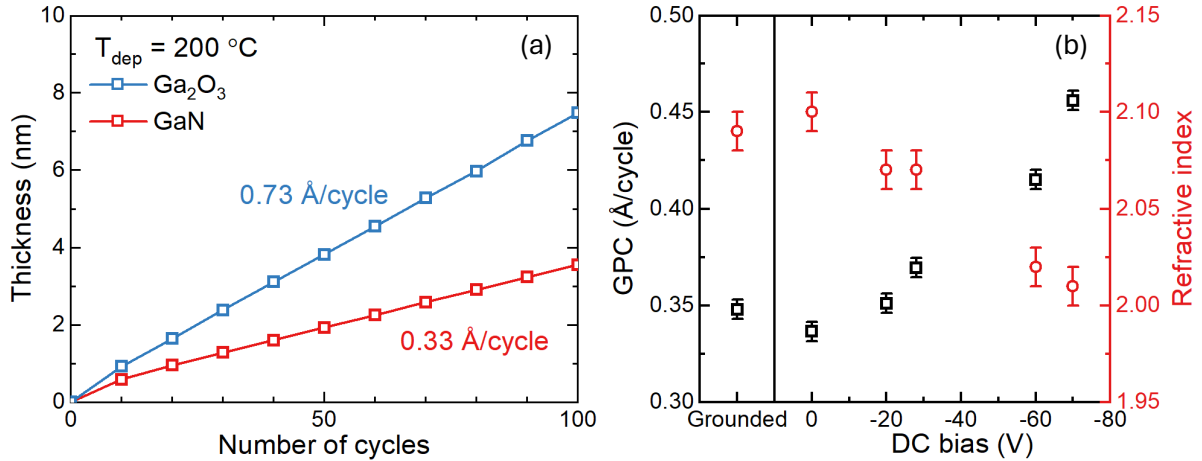 (a)
T_dep = 200 °C
Ga₂O₃
GaN
0.73 Å/cycle
0.33 Å/cycle
Thickness (nm)
10
8
6
4
2
0
0 50 100
Number of cycles
(b)
GPC (Å/cycle)
0.50
0.45
0.40
0.35
0.30
Grounded 0 -20 -40 -60 -80
DC bias (V)
2.15
2.10
2.05
2.00
1.95
Refractive index